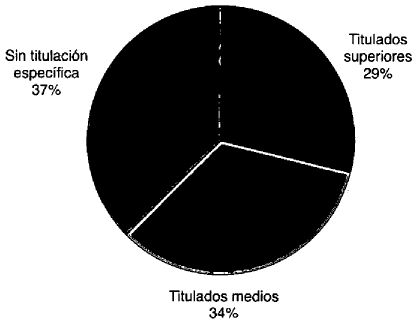 Titulados
superiores
29%
Sin titulación
específica
37%
Titulados medios
34%